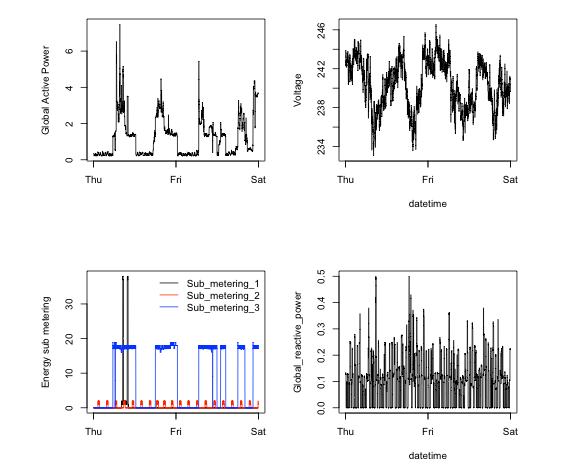 Global Active Power
0 2 4 6
Thu Fri Sat
Voltage
234 238 242 246
Thu Fri Sat
datetime
Energy sub metering
0 10 20 30
Sub_metering_1
Sub_metering_2
Sub_metering_3
Thu Fri Sat
Global_reactive_power
0.0 0.1 0.2 0.3 0.4 0.5
Thu Fri Sat
datetime